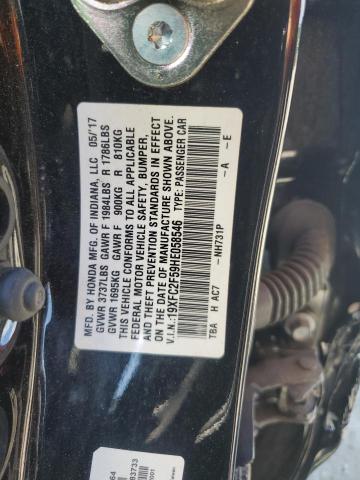 MFD. BY HONDA MFG. OF INDIANA, LLC 05/'17
GVWR 3737LBS GAWR F 1984LBS R 1786LBS
GVWR 1695KG GAWR F 900KG R 810KG
THIS VEHICLE CONFORMS TO ALL APPLICABLE
FEDERAL MOTOR VEHICLE SAFETY, BUMPER,
AND THEFT PREVENTION STANDARDS IN EFFECT
ON THE DATE OF MANUFACTURE SHOWN ABOVE.
V.I.N.:19XFC2F59HE058546 TYPE: PASSENGER CAR
TBA H AC7 -NH731P -A -E
64
83733